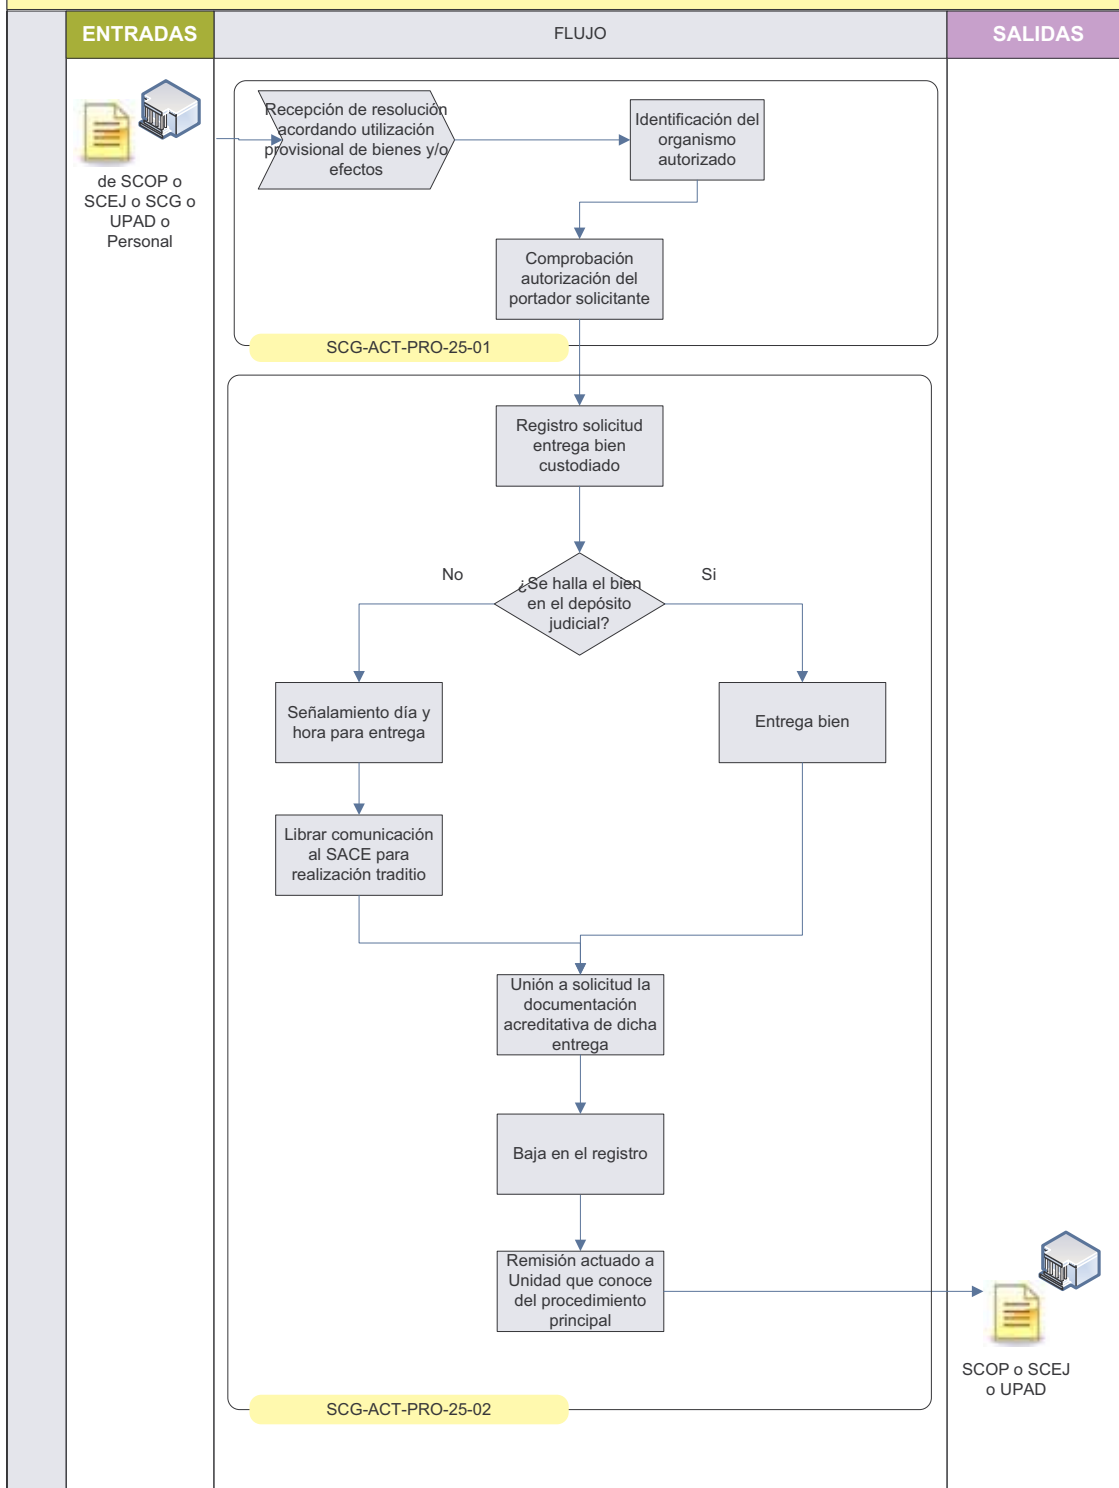 ENTRADAS
FLUJO
SALIDAS
de SCOP o
SCEJ o SCG o
UPAD o
Personal
Recepción de resolución
acordando utilización
provisional de bienes y/o
efectos
Identificación del
organismo
autorizado
Comprobación
autorización del
portador solicitante
SCG-ACT-PRO-25-01
Registro solicitud
entrega bien
custodiado
¿Se halla el bien
en el depósito
judicial?
No
Si
Señalamiento día y
hora para entrega
Entrega bien
Librar comunicación
al SACE para
realización traditio
Unión a solicitud la
documentación
acreditativa de dicha
entrega
Baja en el registro
Remisión actuado a
Unidad que conoce
del procedimiento
principal
SCOP o SCEJ
o UPAD
SCG-ACT-PRO-25-02